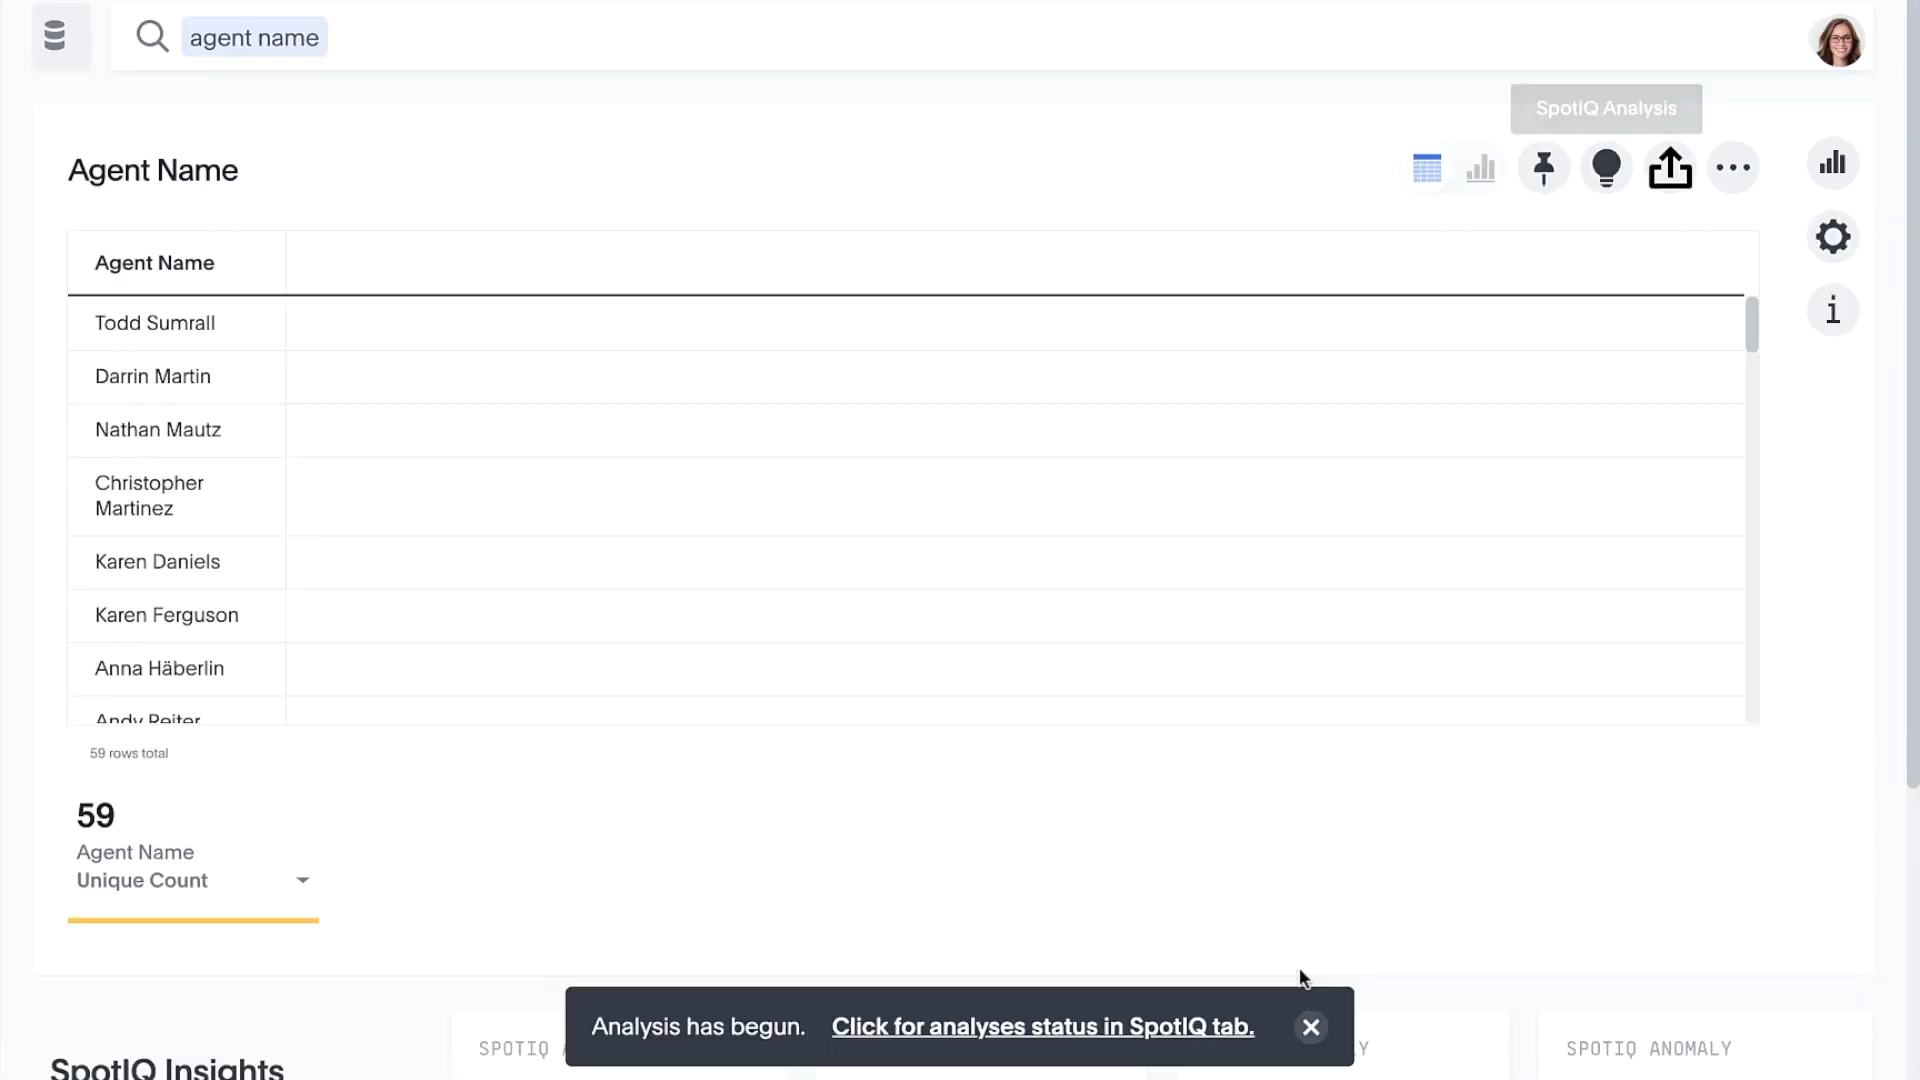 agent name
SpotIQ Analysis
Agent Name
Agent Name
Todd Sumrall
Darrin Martin
Nathan Mautz
Christopher
Martinez
Karen Daniels
Karen Ferguson
Anna Häberlin
Andy Reiter
59 rows total
59
Agent Name
Unique Count
Analysis has begun. Click for analyses status in SpotIQ tab.
SpotIQ Insights
SPOTIQ
SPOTIQ ANOMALY